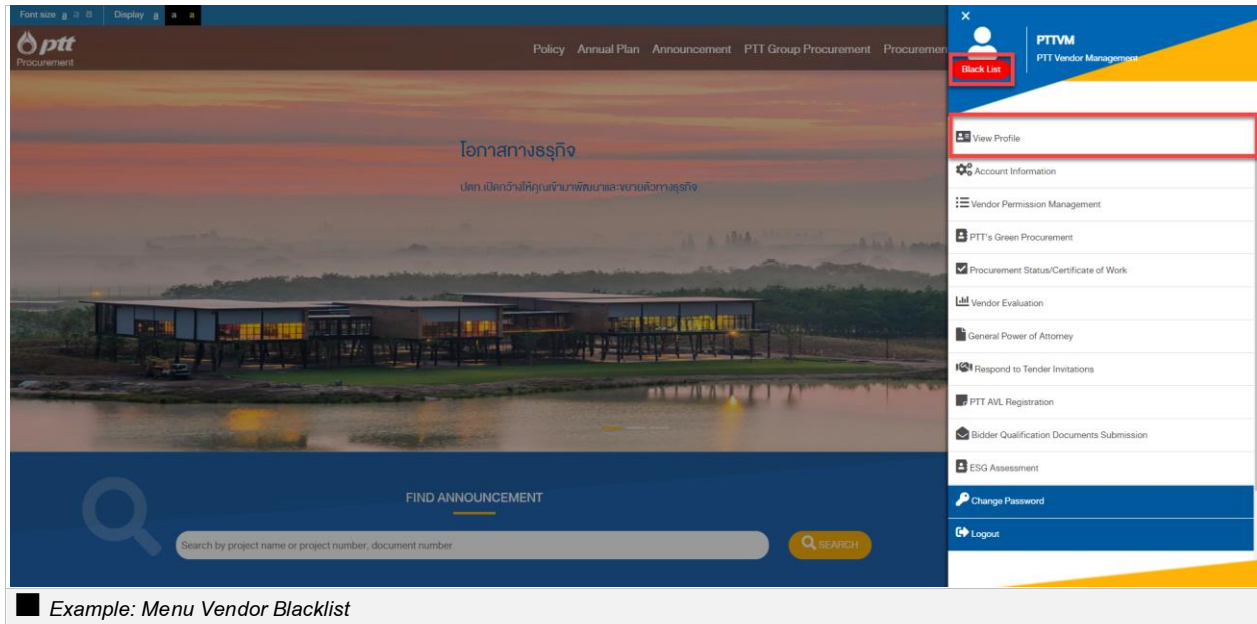 Font size a a a Display a a a
ptt
Procurement
Policy Annual Plan Announcement PTT Group Procurement Procuremen
Black List
PTTVM
PTT Vendor Management
โอกาสทางธุรกิจ
ปตท.เปิดกว้างให้คุณเข้ามาพัฒนาและขยายตัวทางธุรกิจ
View Profile
Account Information
Vendor Permission Management
PTT's Green Procurement
Procurement Status/Certificate of Work
Vendor Evaluation
General Power of Attorney
Respond to Tender Invitations
PTT AVL Registration
Bidder Qualification Documents Submission
ESG Assessment
Change Password
Logout
FIND ANNOUNCEMENT
Search by project name or project number, document number
SEARCH
Example: Menu Vendor Blacklist